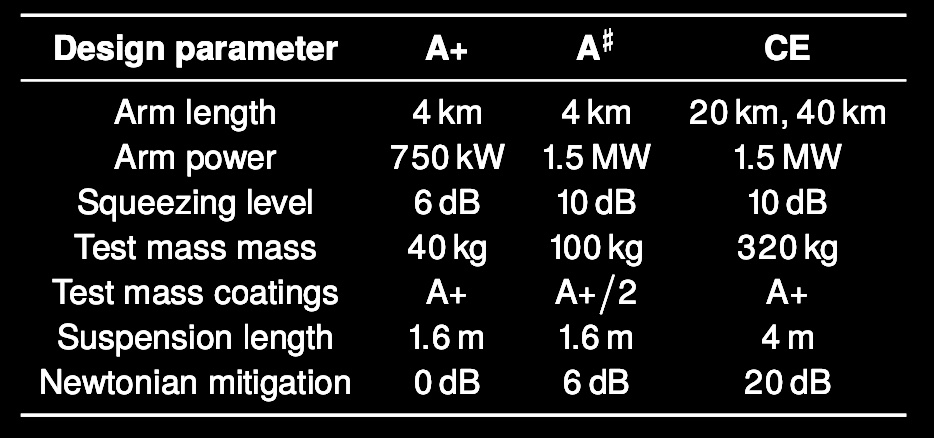 Design parameter A+ A♯ CE
Arm length 4 km 4 km 20 km, 40 km
Arm power 750 kW 1.5 MW 1.5 MW
Squeezing level 6 dB 10 dB 10 dB
Test mass mass 40 kg 100 kg 320 kg
Test mass coatings A+ A+/2 A+
Suspension length 1.6 m 1.6 m 4 m
Newtonian mitigation 0 dB 6 dB 20 dB